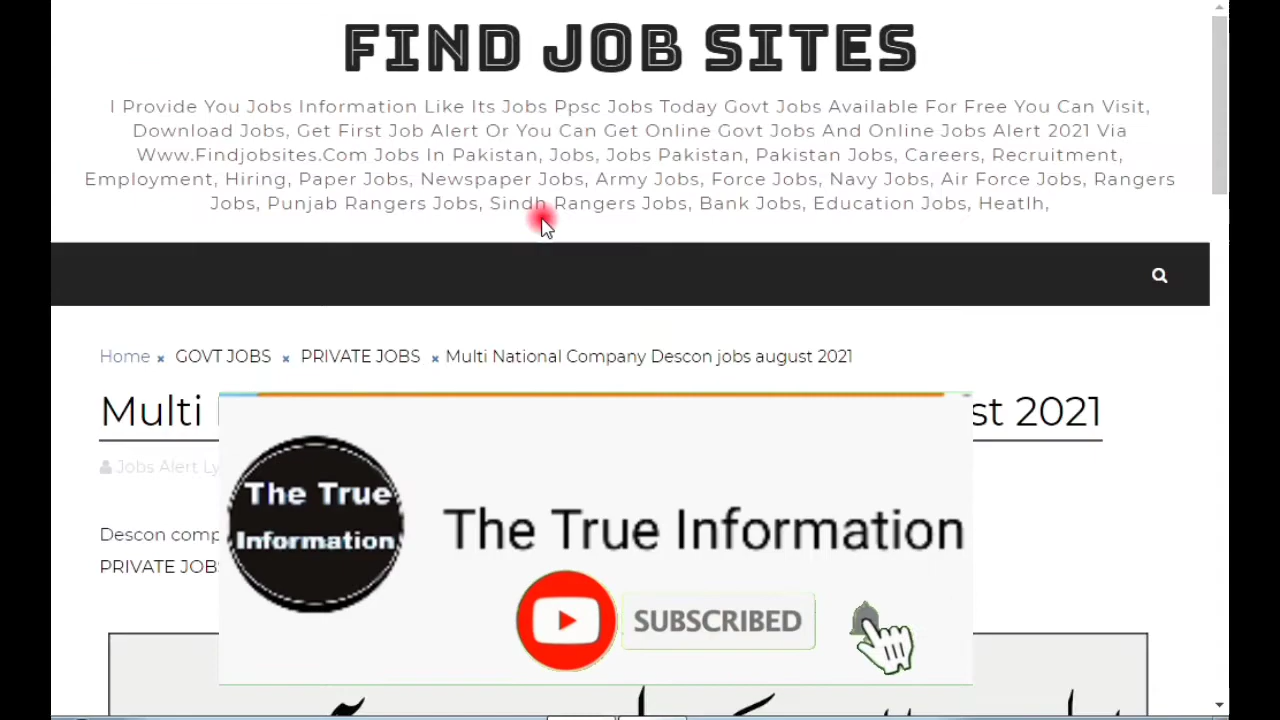 FIND JOB SITES
I Provide You Jobs Information Like Its Jobs Ppsc Jobs Today Govt Jobs Available For Free You Can Visit,
Download Jobs, Get First Job Alert Or You Can Get Online Govt Jobs And Online Jobs Alert 2021 Via
Www.Findjobsites.Com Jobs In Pakistan, Jobs, Jobs Pakistan, Pakistan Jobs, Careers, Recruitment,
Employment, Hiring, Paper Jobs, Newspaper Jobs, Army Jobs, Force Jobs, Navy Jobs, Air Force Jobs, Rangers
Jobs, Punjab Rangers Jobs, Sindh Rangers Jobs, Bank Jobs, Education Jobs, Heatlh,
Home × GOVT JOBS × PRIVATE JOBS × Multi National Company Descon jobs august 2021
Multi 2021
Jobs Alert
Descon
PRIVATE
The True
Information
The True Information
SUBSCRIBED